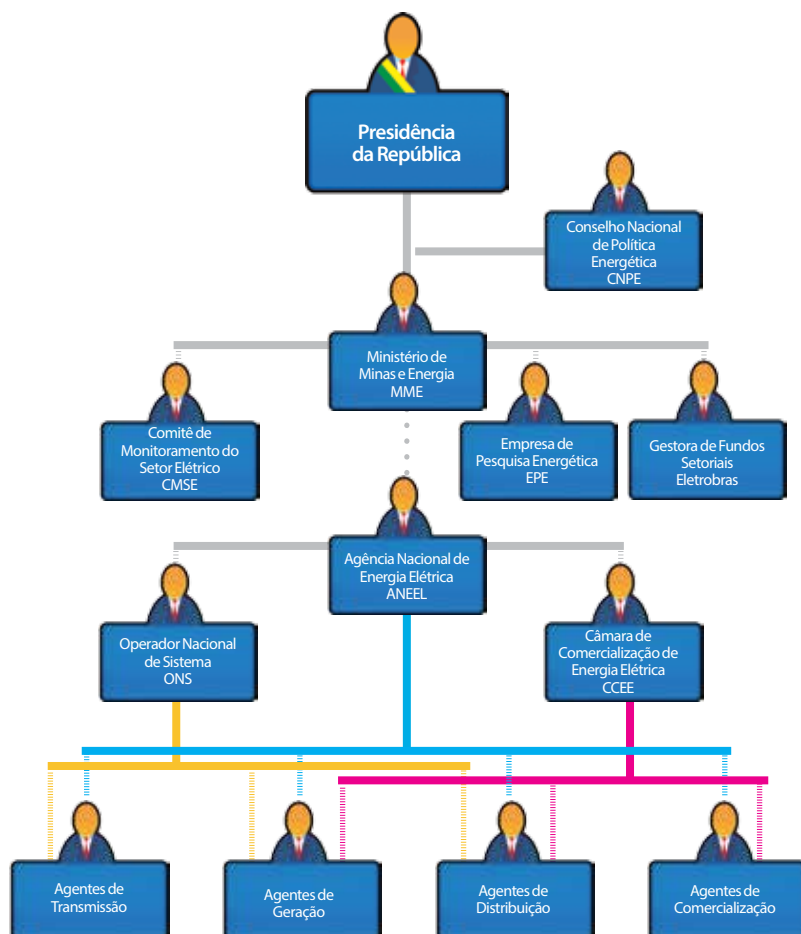 Presidência
da República
Conselho Nacional
de Política
Energética
CNPE
Ministério de
Minas e Energia
MME
Comitê de
Monitoramento do
Setor Elétrico
CMSE
Empresa de
Pesquisa Energética
EPE
Gestora de Fundos
Setoriais
Eletrobras
Agência Nacional de
Energia Elétrica
ANEEL
Operador Nacional
de Sistema
ONS
Câmara de
Comercialização de
Energia Elétrica
CCEE
Agentes de
Transmissão
Agentes de
Geração
Agentes de
Distribuição
Agentes de
Comercialização